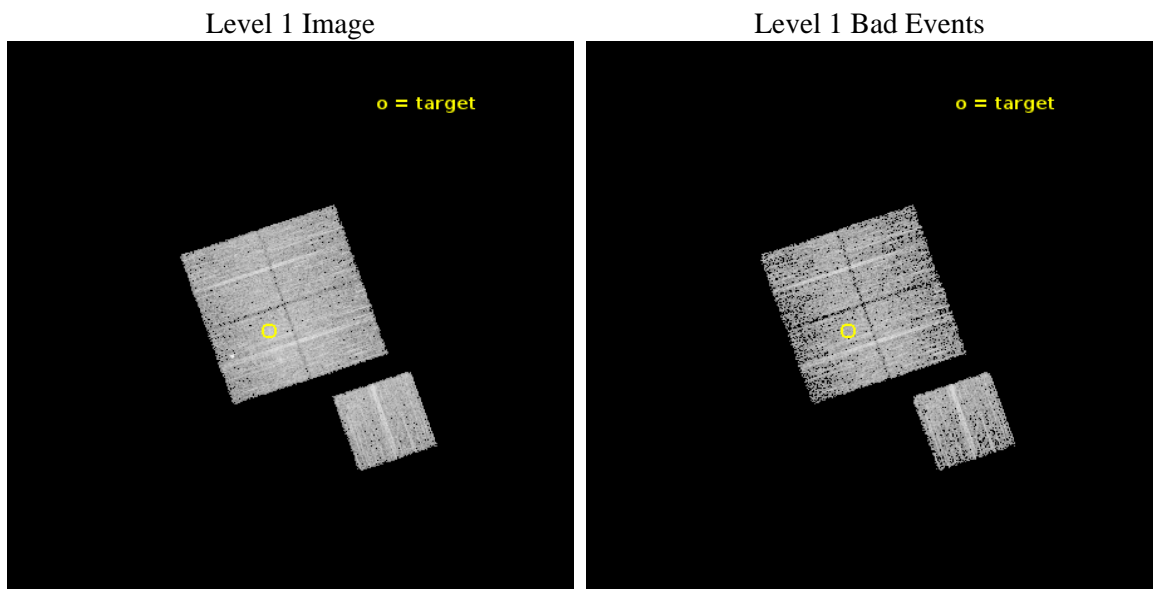 Level 1 Image
Level 1 Bad Events
o = target
o = target